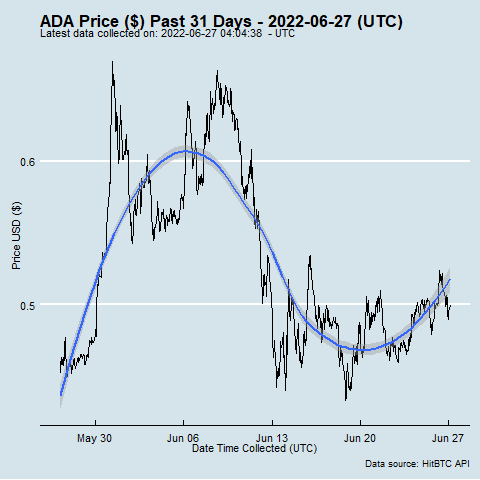 ADA Price ($) Past 31 Days - 2022-06-27 (UTC)
Latest data collected on: 2022-06-27 04:04:38 - UTC
Price USD ($)
0.6
0.5
May 30 Jun 06 Jun 13 Jun 20 Jun 27
Date Time Collected (UTC)
Data source: HitBTC API